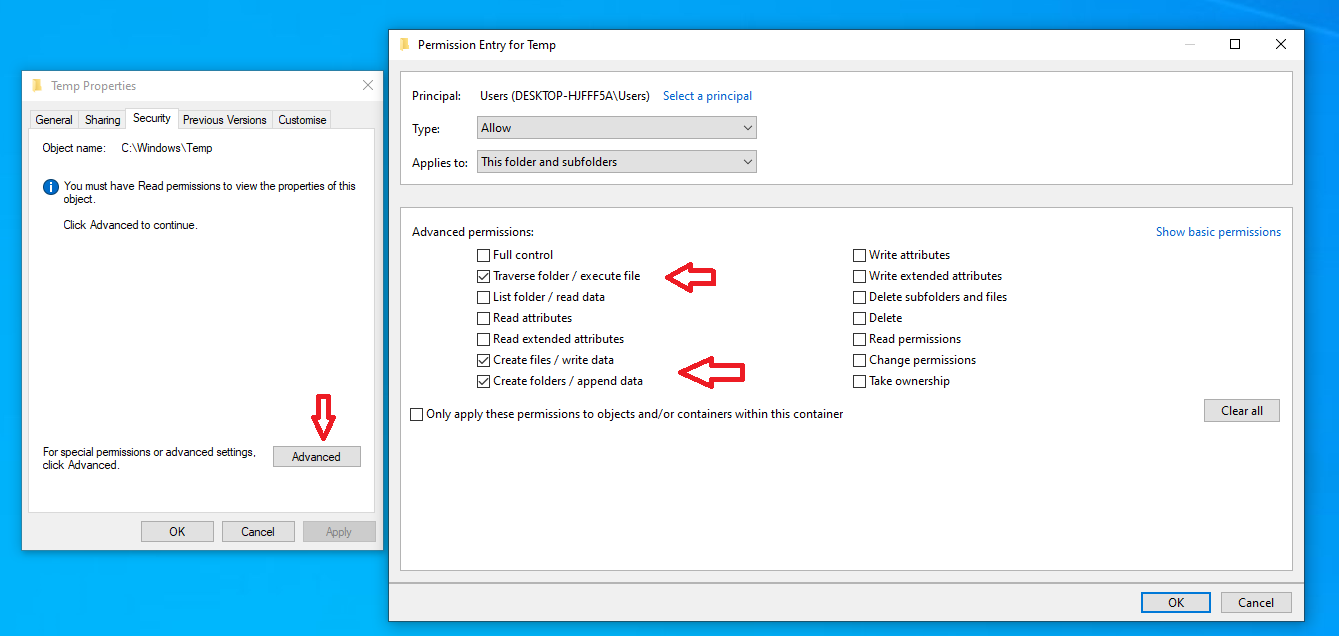 Temp Properties
General
Sharing
Security
Previous Versions
Customise
Object name:
C:\Windows\Temp
You must have Read permissions to view the properties of this
object.
Click Advanced to continue.
For special permissions or advanced settings,
click Advanced.
Advanced
OK
Cancel
Apply
Permission Entry for Temp
Principal:
Users (DESKTOP-HJFFF5A\Users)
Select a principal
Type:
Allow
Applies to:
This folder and subfolders
Advanced permissions:
Show basic permissions
Full control
Traverse folder / execute file
List folder / read data
Read attributes
Read extended attributes
Create files / write data
Create folders / append data
Write attributes
Write extended attributes
Delete subfolders and files
Delete
Read permissions
Change permissions
Take ownership
Only apply these permissions to objects and/or containers within this container
Clear all
OK
Cancel